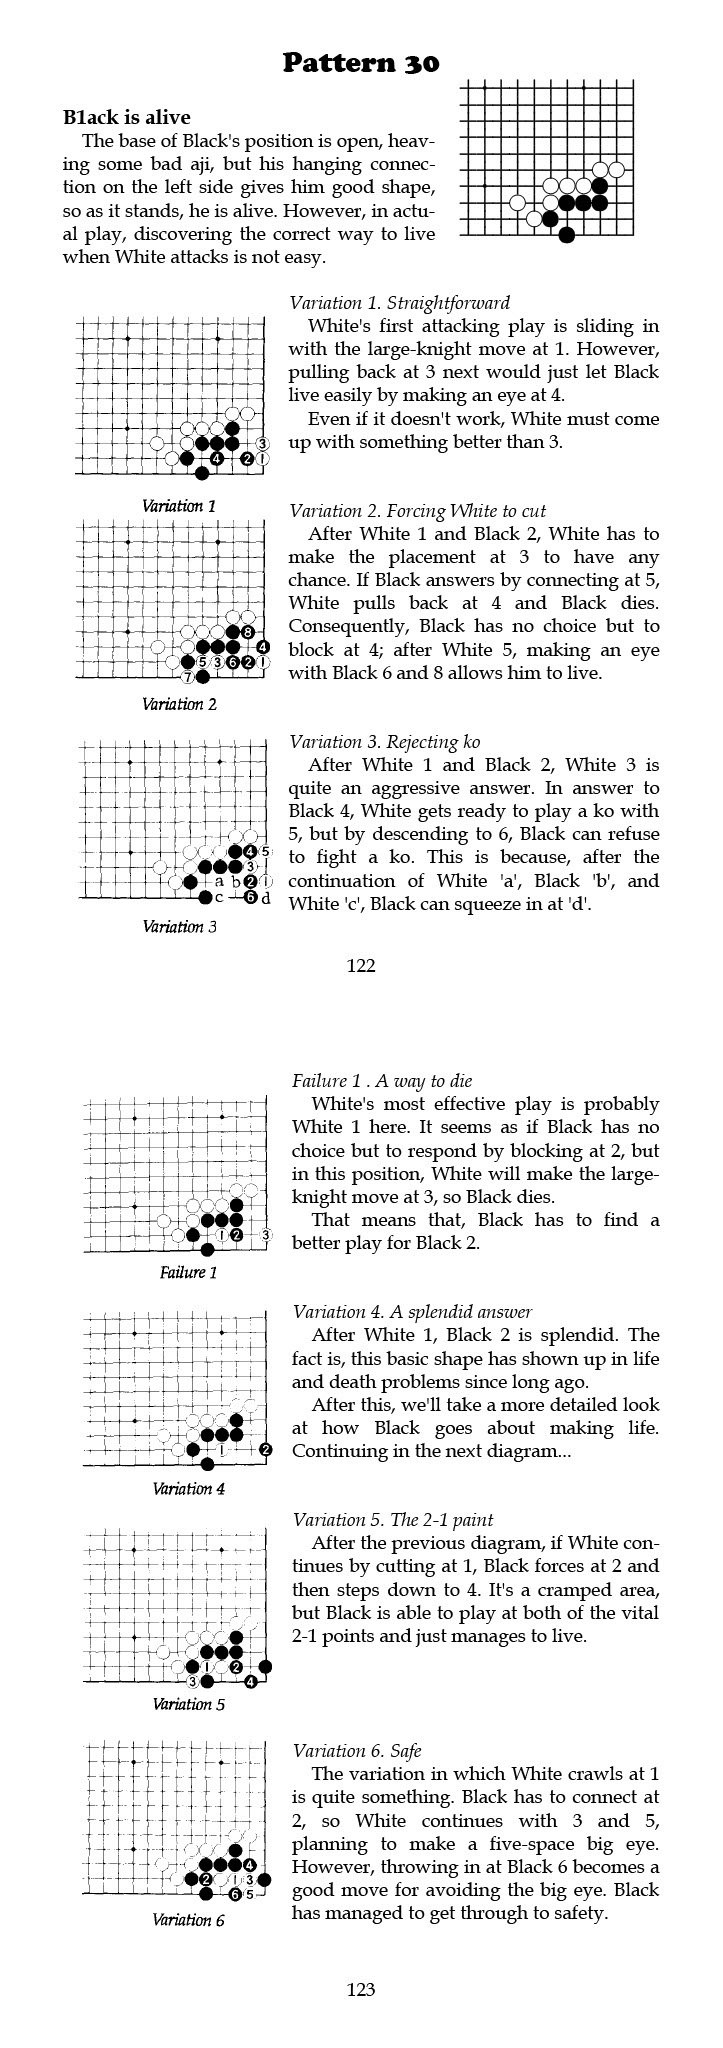 Pattern 30
B1ack is alive
The base of Black's position is open, heav-
ing some bad aji, but his hanging connec-
tion on the left side gives him good shape,
so as it stands, he is alive. However, in actu-
al play, discovering the correct way to live
when White attacks is not easy.
Variation 1. Straightforward
White's first attacking play is sliding in
with the large-knight move at 1. However,
pulling back at 3 next would just let Black
live easily by making an eye at 4.
Even if it doesn't work, White must come
up with something better than 3.
3
4 2 1
Variation 1
Variation 2. Forcing White to cut
After White 1 and Black 2, White has to
make the placement at 3 to have any
chance. If Black answers by connecting at 5,
White pulls back at 4 and Black dies.
Consequently, Black has no choice but to
block at 4; after White 5, making an eye
with Black 6 and 8 allows him to live.
8
4
5 3 6 2 1
7
Variation 2
Variation 3. Rejecting ko
After White 1 and Black 2, White 3 is
quite an aggressive answer. In answer to
Black 4, White gets ready to play a ko with
5, but by descending to 6, Black can refuse
to fight a ko. This is because, after the
continuation of White 'a', Black 'b', and
White 'c', Black can squeeze in at 'd'.
4 5
3
a b 2 1
c 6 d
Variation 3
122
Failure 1 . A way to die
White's most effective play is probably
White 1 here. It seems as if Black has no
choice but to respond by blocking at 2, but
in this position, White will make the large-
knight move at 3, so Black dies.
That means that, Black has to find a
better play for Black 2.
1 2 3
Failure 1
Variation 4. A splendid answer
After White 1, Black 2 is splendid. The
fact is, this basic shape has shown up in life
and death problems since long ago.
After this, we'll take a more detailed look
at how Black goes about making life.
Continuing in the next diagram...
1 2
Variation 4
Variation 5. The 2-1 paint
After the previous diagram, if White con-
tinues by cutting at 1, Black forces at 2 and
then steps down to 4. It's a cramped area,
but Black is able to play at both of the vital
2-1 points and just manages to live.
1 2
3 4
Variation 5
Variation 6. Safe
The variation in which White crawls at 1
is quite something. Black has to connect at
2, so White continues with 3 and 5,
planning to make a five-space big eye.
However, throwing in at Black 6 becomes a
good move for avoiding the big eye. Black
has managed to get through to safety.
4
2 1 3
6 5
Variation 6
123